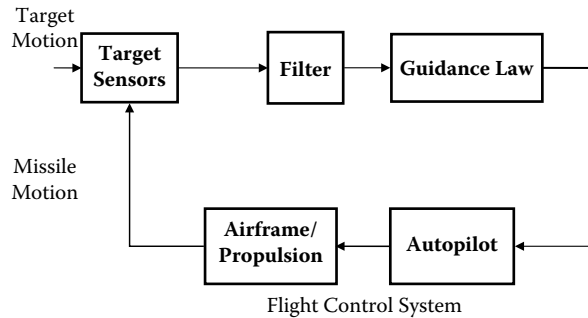 Target
Motion
Target
Sensors
Filter
Guidance Law
Missile
Motion
Airframe/
Propulsion
Autopilot
Flight Control System